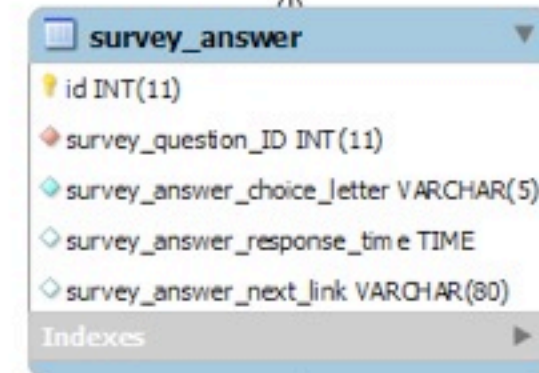 survey_answer
id INT(11)
survey_question_ID INT(11)
survey_answer_choice_letter VARCHAR(5)
survey_answer_response_time TIME
survey_answer_next_link VARCHAR(80)
Indexes